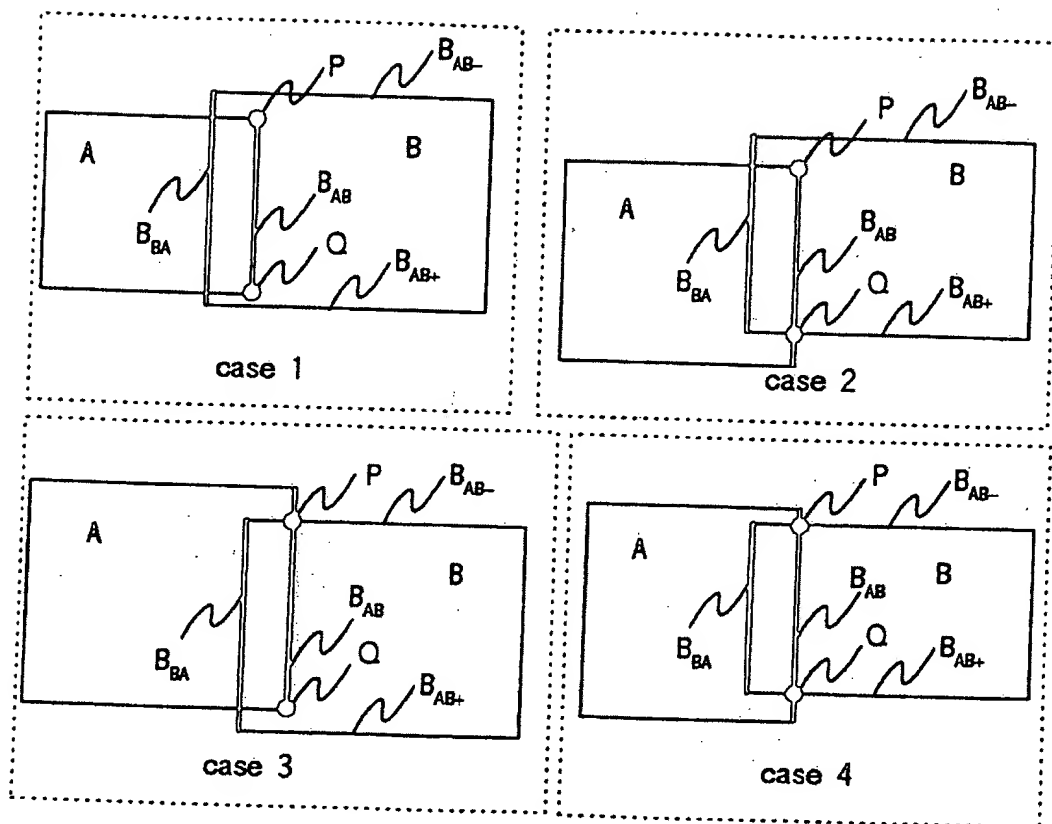 P
B_AB-
A
B
B_BA
B_AB
Q
B_AB+
case 1
P
B_AB-
A
B
B_AB
B_BA
Q
B_AB+
case 2
P
B_AB-
A
B
B_AB
B_BA
Q
B_AB+
case 3
P
B_AB-
A
B
B_AB
B_BA
Q
B_AB+
case 4